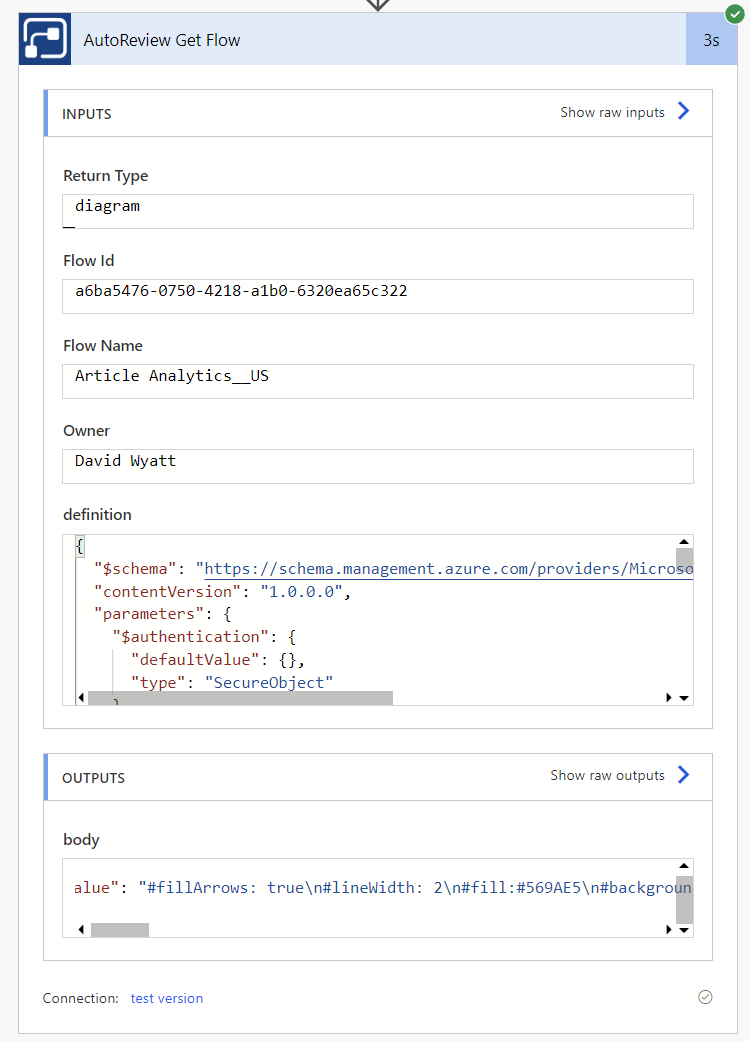 AutoReview Get Flow
3s
INPUTS
Show raw inputs
Return Type
diagram
Flow Id
a6ba5476-0750-4218-a1b0-6320ea65c322
Flow Name
Article Analytics__US
Owner
David Wyatt
definition
{
"$schema": "https://schema.management.azure.com/providers/Microso
"contentVersion": "1.0.0.0",
"parameters": {
"$authentication": {
"defaultValue": {},
"type": "SecureObject"
}
OUTPUTS
Show raw outputs
body
alue": "#fillArrows: true\n#lineWidth: 2\n#fill:#569AE5\n#backgroun
Connection: test version